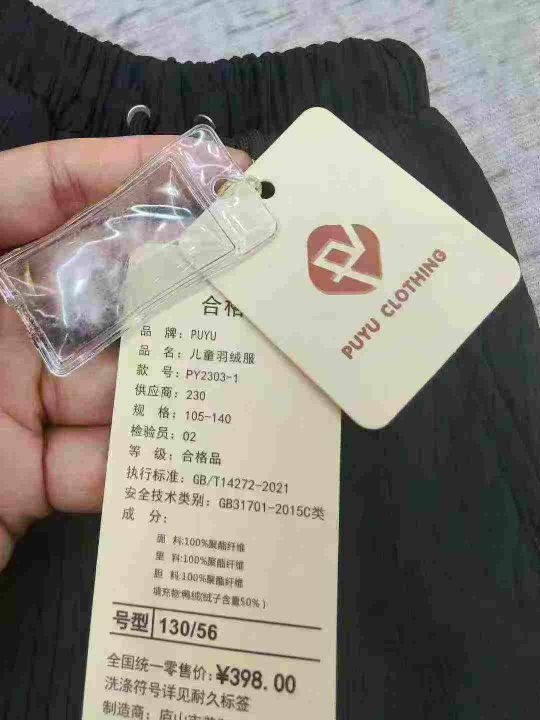 PUYU CLOTHING
合格
品 牌: PUYU
品 名: 儿童羽绒服
款 号: PY2303-1
供应商: 230
规 格: 105-140
检验员: 02
等 级: 合格品
执行标准: GB/T14272-2021
安全技术类别: GB31701-2015C类
成 分:
面 料:100%聚酯纤维
里 料:100%聚酯纤维
胆 料:100%聚酯纤维
填充物:鸭绒(绒子含量50%)
号型 130/56
全国统一零售价: ¥398.00
洗涤符号详见耐久标签
制造商: 庐山市